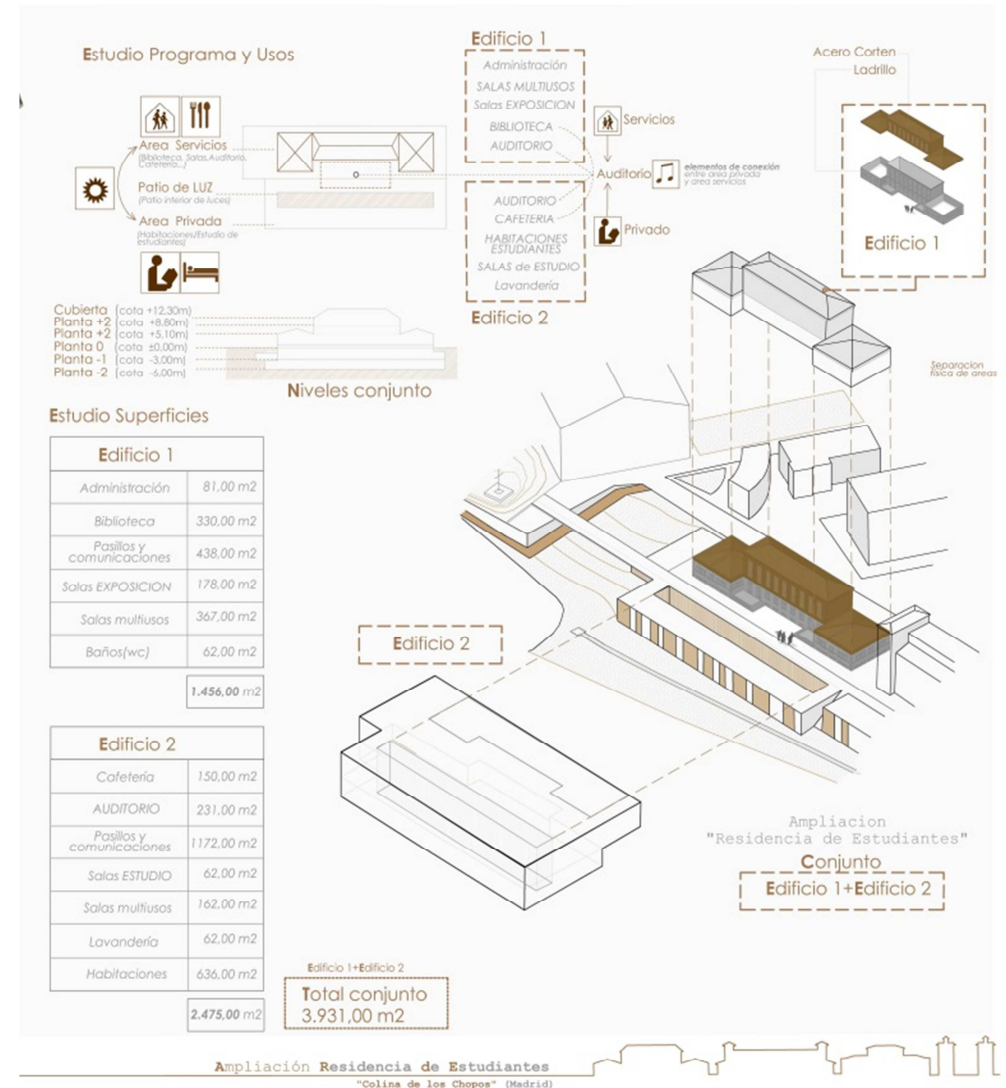 Estudio Programa y Usos
Area Servicios
(Biblioteca, Salas,Auditorio,
Cafeteria...)
Patio de LUZ
(Patio interior de luces)
Area Privada
(Habitaciones/Estudio de
estudiantes)
Edificio 1
Administración
SALAS MULTIUSOS
Salas EXPOSICION
BIBLIOTECA
AUDITORIO
AUDITORIO
CAFETERIA
HABITACIONES
ESTUDIANTES
SALAS de ESTUDIO
Lavandería
Edificio 2
Servicios
Auditorio
elementos de conexión
entre area privada
y area servicios
Privado
Acero Corten
Ladrillo
Edificio 1
Separacion
fisica de areas
Cubierta (cota +12,30m)
Planta +2 (cota +8,80m)
Planta +2 (cota +5,10m)
Planta 0 (cota ±0,00m)
Planta -1 (cota -3,00m)
Planta -2 (cota -6,00m)
Niveles conjunto
Estudio Superficies
Edificio 1
Administración 81,00 m2
Biblioteca 330,00 m2
Pasillos y
comunicaciones 438,00 m2
Salas EXPOSICION 178,00 m2
Salas multiusos 367,00 m2
Baños(wc) 62,00 m2
1.456,00 m2
Edificio 2
Cafetería 150,00 m2
AUDITORIO 231,00 m2
Pasillos y
comunicaciones 1172,00 m2
Salas ESTUDIO 62,00 m2
Salas multiusos 162,00 m2
Lavandería 62,00 m2
Habitaciones 636,00 m2
2.475,00 m2
Edificio 1+Edificio 2
Total conjunto
3.931,00 m2
Edificio 2
Ampliacion
"Residencia de Estudiantes"
Conjunto
Edificio 1+Edificio 2
Ampliación Residencia de Estudiantes
"Colina de los Chopos" (Madrid)